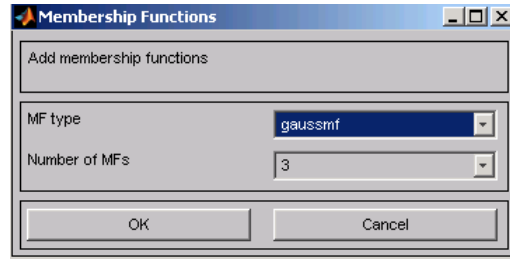 Membership Functions
Add membership functions
MF type
gaussmf
Number of MFs
3
OK
Cancel